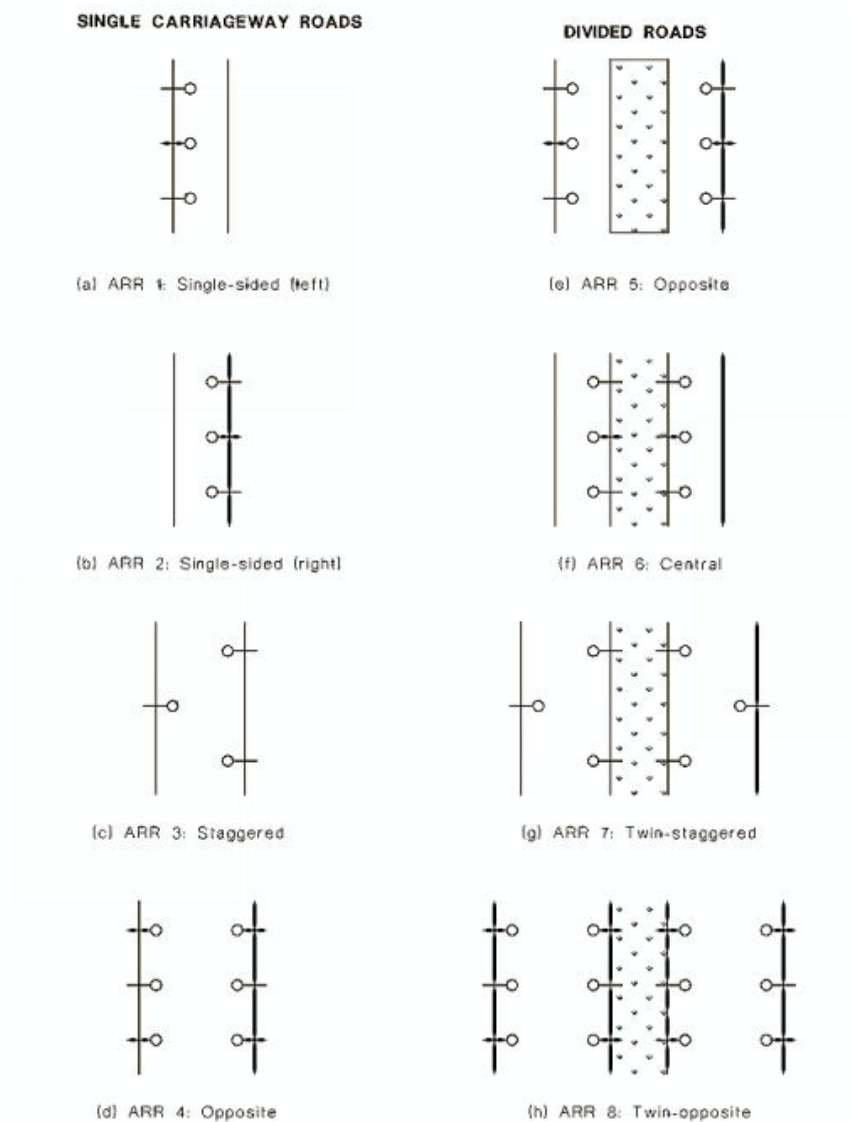 SINGLE CARRIAGEWAY ROADS
DIVIDED ROADS
(a) ARR 1: Single-sided (left)
(e) ARR 5: Opposite
(b) ARR 2: Single-sided (right)
(f) ARR 6: Central
(c) ARR 3: Staggered
(g) ARR 7: Twin-staggered
(d) ARR 4: Opposite
(h) ARR 8: Twin-opposite